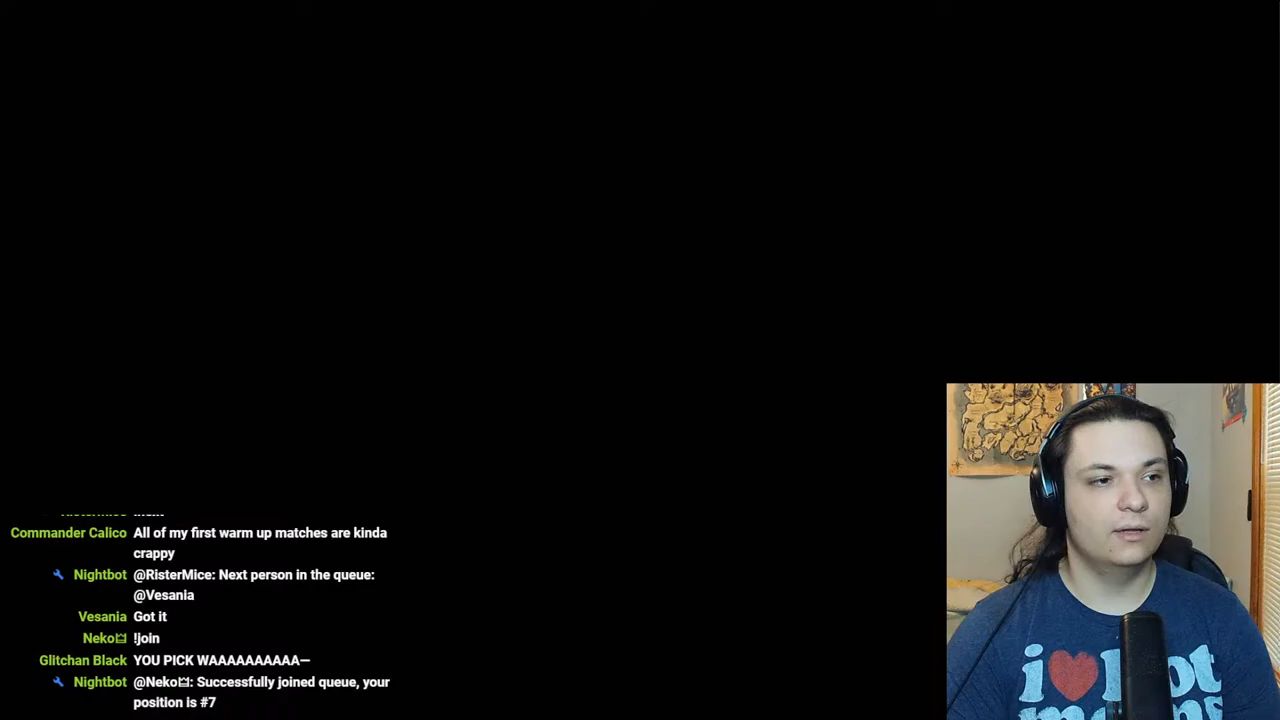 Commander Calico All of my first warm up matches are kinda
crappy
Nightbot @RisterMice: Next person in the queue:
@Vesania
Vesania Got it
Neko !join
Glitchan Black YOU PICK WAAAAAAAAAA—
Nightbot @Neko: Successfully joined queue, your
position is #7
i ❤ hot